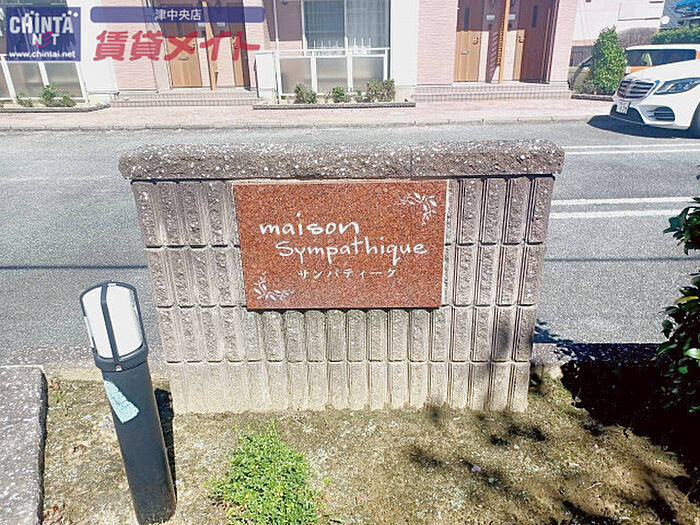 CHINTAI
www.chintai.net
津中央店
賃貸メイト
maison
Sympathique
サンパティーク